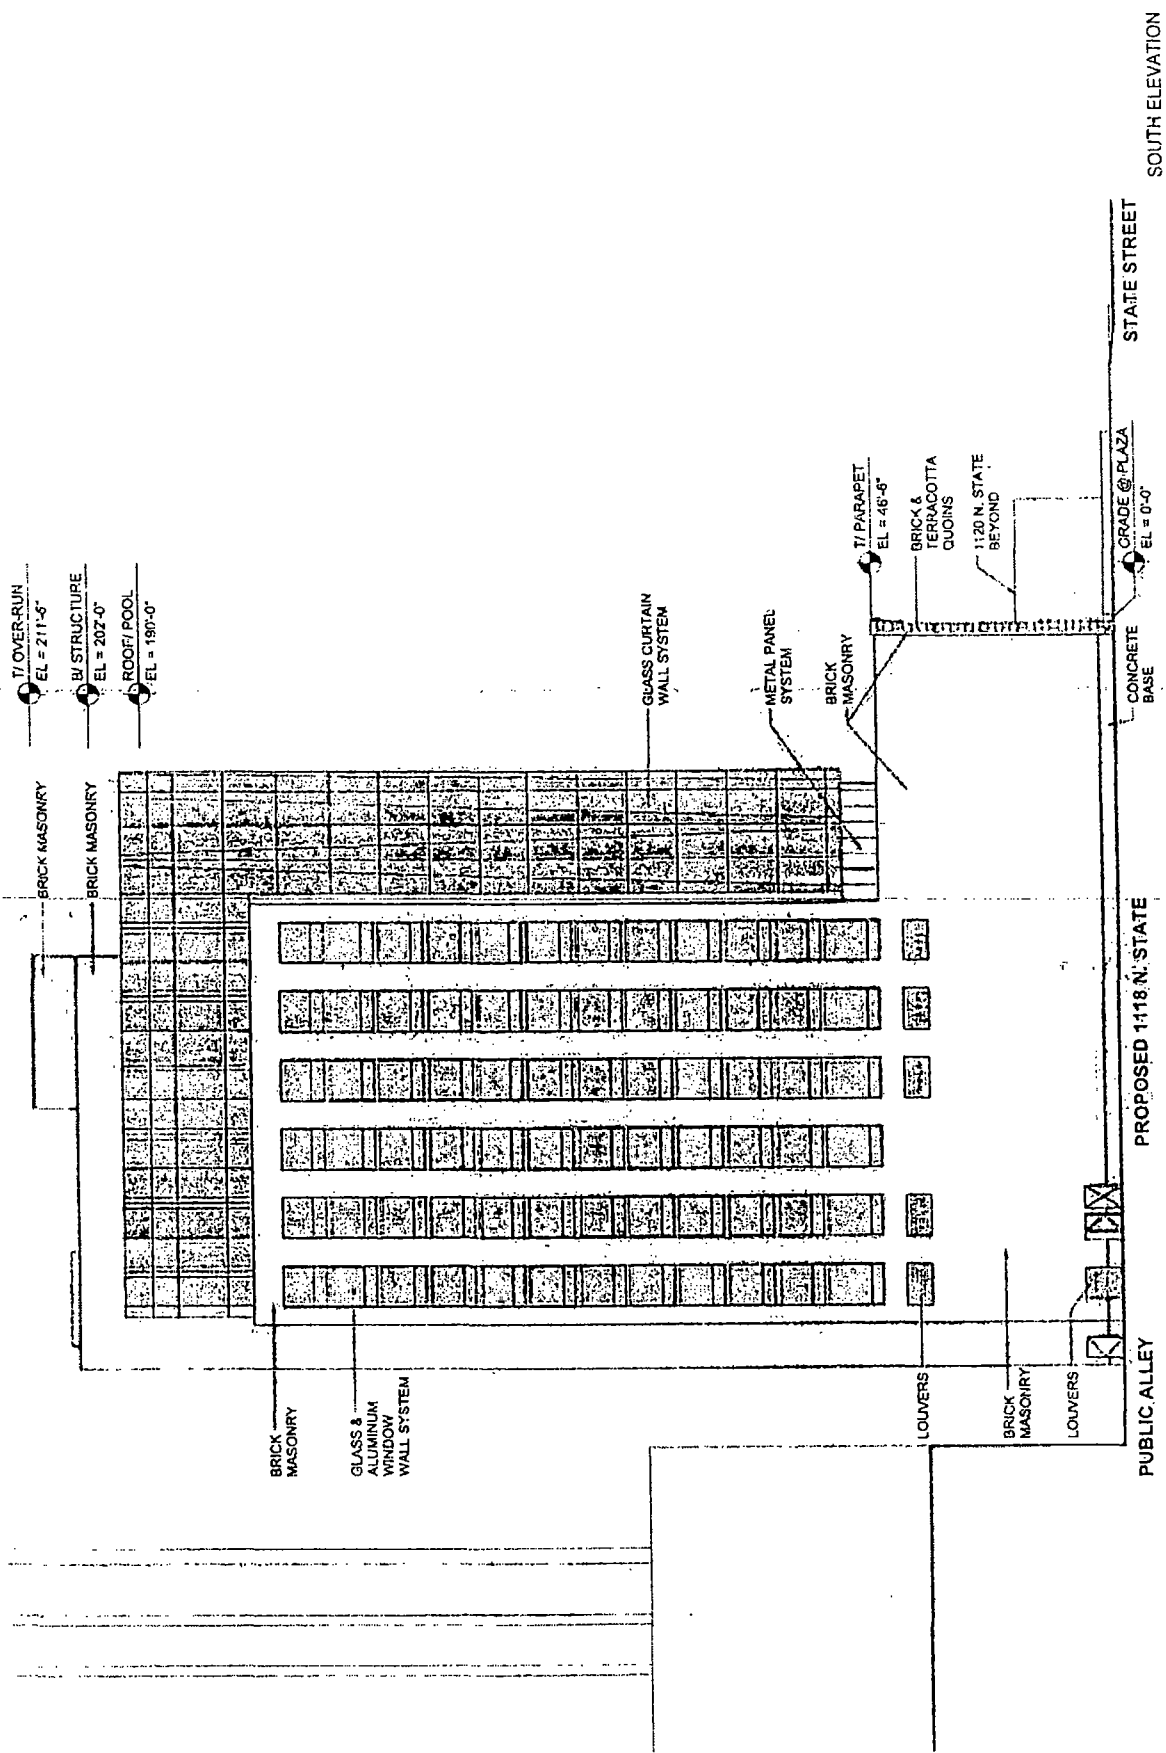 T/ OVER-RUN
EL = 211'-6"
B/ STRUCTURE
EL = 202'-0"
ROOF/ POOL
EL = 190'-0"
BRICK MASONRY
BRICK MASONRY
GLASS CURTAIN
WALL SYSTEM
METAL PANEL
SYSTEM
BRICK
MASONRY
T/ PARAPET
EL = 46'-6"
BRICK &
TERRACOTTA
QUOINS
1120 N. STATE
BEYOND
GRADE @ PLAZA
EL = 0'-0"
CONCRETE
BASE
BRICK
MASONRY
GLASS &
ALUMINUM
WINDOW
WALL SYSTEM
LOUVERS
BRICK
MASONRY
LOUVERS
PUBLIC ALLEY
PROPOSED 1118 N. STATE
STATE STREET
SOUTH ELEVATION